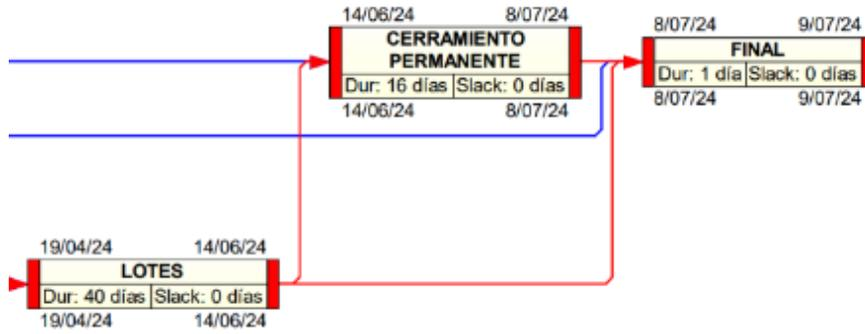 14/06/24 8/07/24
CERRAMIENTO
PERMANENTE
Dur: 16 días Slack: 0 días
14/06/24 8/07/24
8/07/24 9/07/24
FINAL
Dur: 1 día Slack: 0 días
8/07/24 9/07/24
19/04/24 14/06/24
LOTES
Dur: 40 días Slack: 0 días
19/04/24 14/06/24